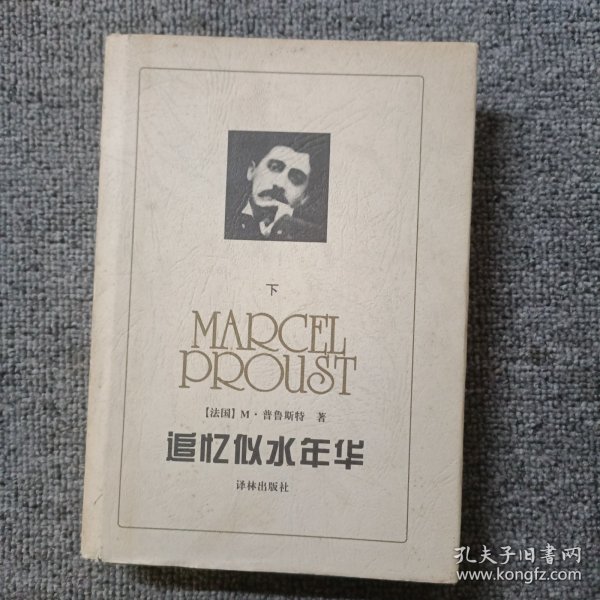 下
MARCEL
PROUST
[法国] M·普鲁斯特 著
追忆似水年华
译林出版社
孔夫子旧书网
www.kongfz.com